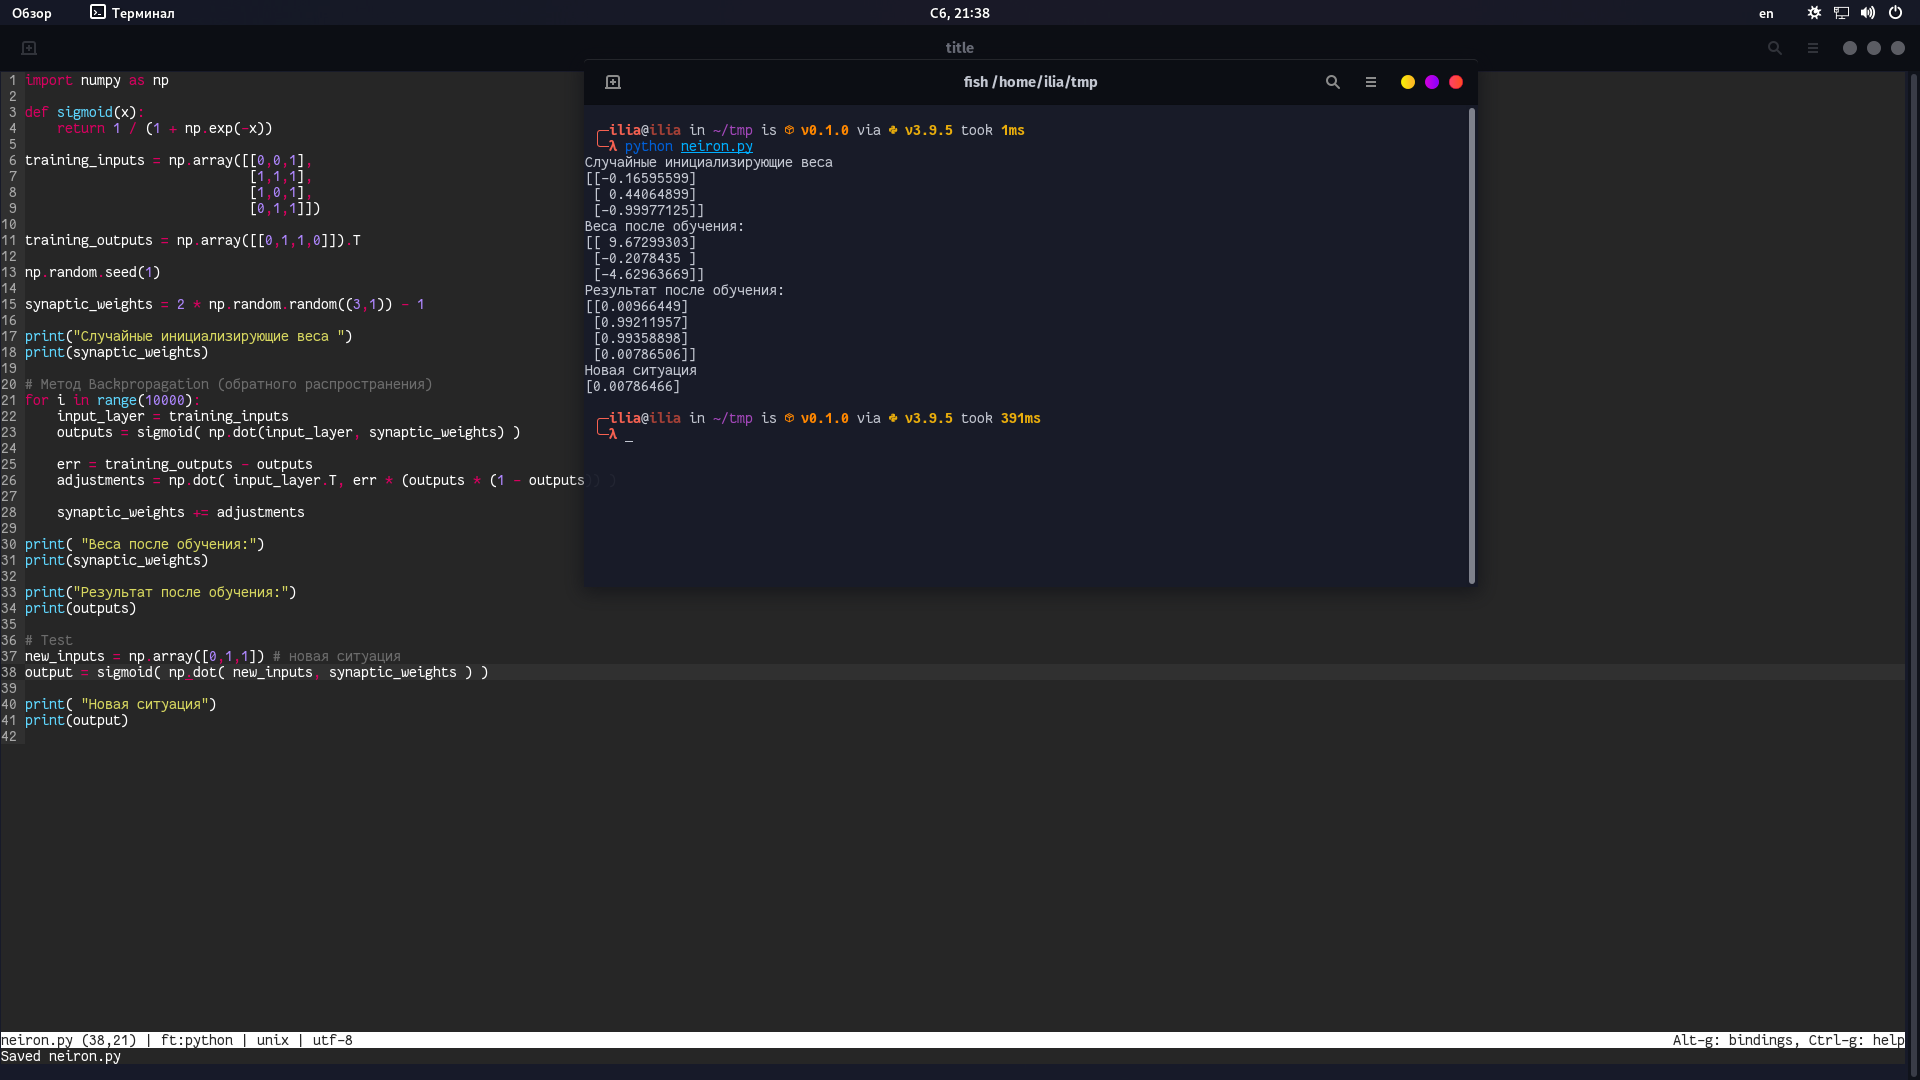 Обзор Терминал С6, 21:38 en
title
1 import numpy as np
2
3 def sigmoid(x):
4     return 1 / (1 + np.exp(-x))
5
6 training_inputs = np.array([[0,0,1],
7                             [1,1,1],
8                             [1,0,1],
9                             [0,1,1]])
10
11 training_outputs = np.array([[0,1,1,0]]).T
12
13 np.random.seed(1)
14
15 synaptic_weights = 2 * np.random.random((3,1)) - 1
16
17 print("Случайные инициализирующие веса ")
18 print(synaptic_weights)
19
20 # Метод Backpropagation (обратного распространения)
21 for i in range(10000):
22     input_layer = training_inputs
23     outputs = sigmoid( np.dot(input_layer, synaptic_weights) )
24
25     err = training_outputs - outputs
26     adjustments = np.dot( input_layer.T, err * (outputs * (1 - outputs)) )
27
28     synaptic_weights += adjustments
29
30 print( "Веса после обучения:")
31 print(synaptic_weights)
32
33 print("Результат после обучения:")
34 print(outputs)
35
36 # Test
37 new_inputs = np.array([0,1,1]) # новая ситуация
38 output = sigmoid( np.dot( new_inputs, synaptic_weights ) )
39
40 print( "Новая ситуация")
41 print(output)
42
neiron.py (38,21) | ft:python | unix | utf-8 Alt-g: bindings, Ctrl-g: help
Saved neiron.py
fish /home/ilia/tmp
ilia@ilia in ~/tmp is v0.1.0 via v3.9.5 took 1ms
λ python neiron.py
Случайные инициализирующие веса
[[-0.16595599]
 [ 0.44064899]
 [-0.99977125]]
Веса после обучения:
[[ 9.67299303]
 [-0.2078435 ]
 [-4.62963669]]
Результат после обучения:
[[0.00966449]
 [0.99211957]
 [0.99358898]
 [0.00786506]]
Новая ситуация
[0.00786466]
ilia@ilia in ~/tmp is v0.1.0 via v3.9.5 took 391ms
λ _